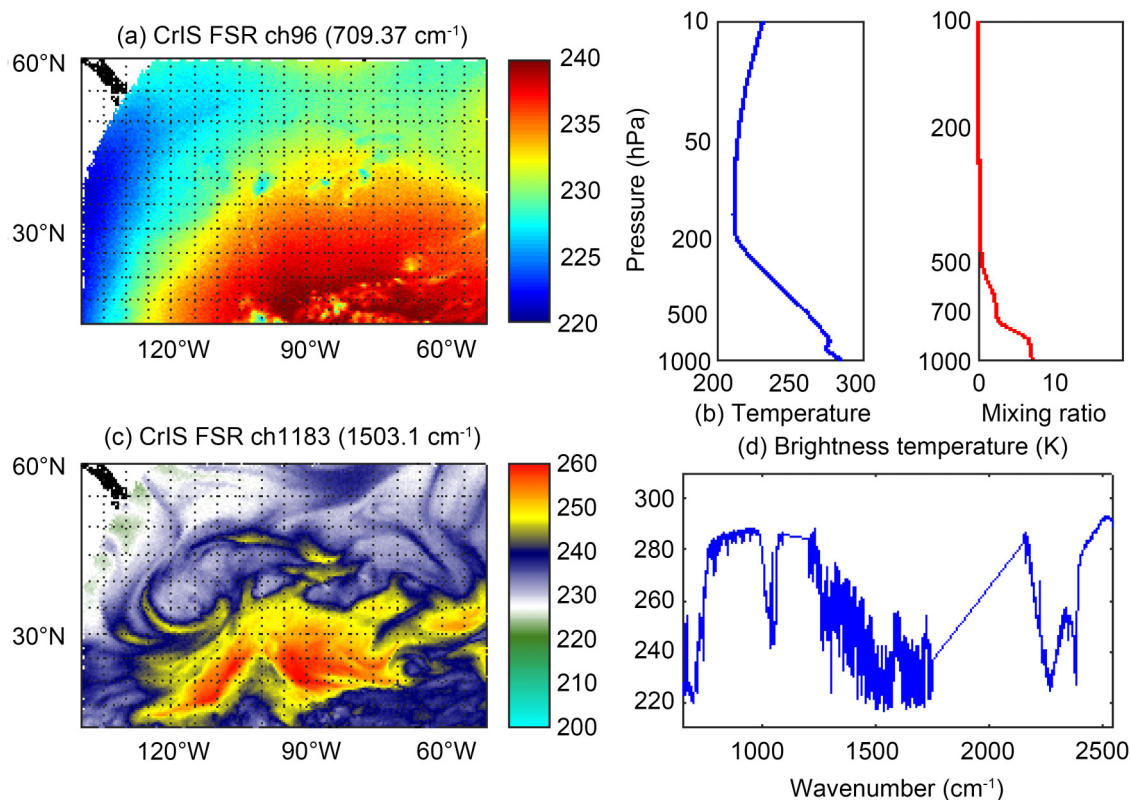 (a) CrIS FSR ch96 (709.37 cm⁻¹)
60°N
30°N
120°W 90°W 60°W
240
235
230
225
220
Pressure (hPa)
10
50
200
500
1000
200 250 300
(b) Temperature
100
200
500
700
1000
0 10
Mixing ratio
(c) CrIS FSR ch1183 (1503.1 cm⁻¹)
60°N
30°N
120°W 90°W 60°W
260
250
240
230
220
210
200
(d) Brightness temperature (K)
300
280
260
240
220
1000 1500 2000 2500
Wavenumber (cm⁻¹)